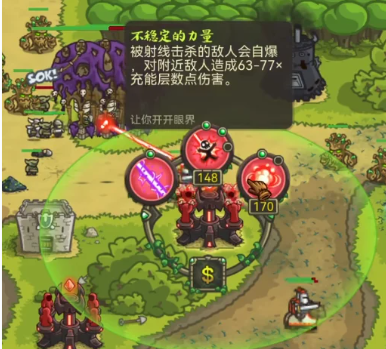 不稳定的力量
被射线击杀的敌人会自爆
，对附近敌人造成63-77×
充能层数点伤害。
让你开开眼界
SOK!
148
170
$